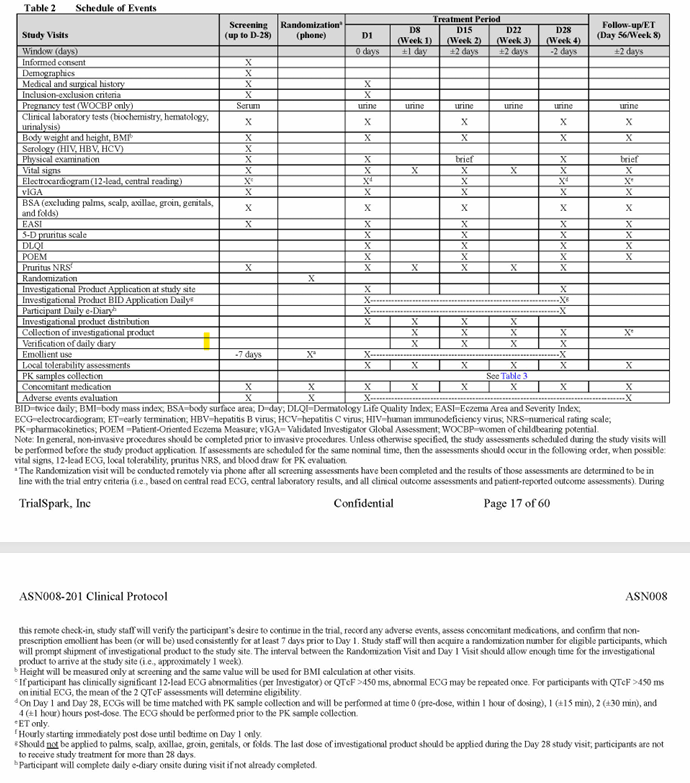 Table 2 Schedule of Events
Study Visits Screening (up to D-28) Randomizationᵃ (phone) Treatment Period Follow-up/ET (Day 56/Week 8)
D1 D8 (Week 1) D15 (Week 2) D22 (Week 3) D28 (Week 4)
Window (days) 0 days ±1 day ±2 days ±2 days -2 days ±2 days
Informed consent X
Demographics X
Medical and surgical history X X
Inclusion-exclusion criteria X X
Pregnancy test (WOCBP only) Serum urine urine urine urine urine urine
Clinical laboratory tests (biochemistry, hematology, urinalysis) X X X X X
Body weight and height, BMIᵇ X X X X X
Serology (HIV, HBV, HCV) X
Physical examination X X brief X brief
Vital signs X X X X X X X
Electrocardiogram (12-lead, central reading) Xᶜ Xᵈ X Xᵈ Xᵉ
vIGA X X X X X
BSA (excluding palms, scalp, axillae, groin, genitals, and folds) X X X X X
EASI X X X X X
5-D pruritus scale X X X X
DLQI X X X X
POEM X X X X
Pruritus NRSᶠ X X X X X X X
Randomization X
Investigational Product Application at study site X X
Investigational Product BID Application Dailyᵍ X----------Xᵍ
Participant Daily e-Diaryʰ X----------X
Investigational product distribution X X X X
Collection of investigational product X X X X Xᵉ
Verification of daily diary X X X X
Emollient use -7 days Xᵃ X----------X
Local tolerability assessments X X X X X X
PK samples collection See Table 3
Concomitant medication X X X X X X X X
Adverse events evaluation X X X----------X
BID=twice daily; BMI=body mass index; BSA=body surface area; D=day; DLQI=Dermatology Life Quality Index; EASI=Eczema Area and Severity Index;
ECG=electrocardiogram; ET=early termination; HBV=hepatitis B virus; HCV=hepatitis C virus; HIV=human immunodeficiency virus; NRS=numerical rating scale;
PK=pharmacokinetics; POEM =Patient-Oriented Eczema Measure; vIGA= Validated Investigator Global Assessment; WOCBP=women of childbearing potential.
Note: In general, non-invasive procedures should be completed prior to invasive procedures. Unless otherwise specified, the study assessments scheduled during the study visits will
be performed before the study product application. If assessments are scheduled for the same nominal time, then the assessments should occur in the following order, when possible:
vital signs, 12-lead ECG, local tolerability, pruritus NRS, and blood draw for PK evaluation.
ᵃ The Randomization visit will be conducted remotely via phone after all screening assessments have been completed and the results of those assessments are determined to be in
line with the trial entry criteria (i.e., based on central read ECG, central laboratory results, and all clinical outcome assessments and patient-reported outcome assessments). During
TrialSpark, Inc Confidential Page 17 of 60
ASN008-201 Clinical Protocol ASN008
this remote check-in, study staff will verify the participant's desire to continue in the trial, record any adverse events, assess concomitant medications, and confirm that non-
prescription emollient has been (or will be) used consistently for at least 7 days prior to Day 1. Study staff will then acquire a randomization number for eligible participants, which
will prompt shipment of investigational product to the study site. The interval between the Randomization Visit and Day 1 Visit should allow enough time for the investigational
product to arrive at the study site (i.e., approximately 1 week).
ᵇ Height will be measured only at screening and the same value will be used for BMI calculation at other visits.
ᶜ If participant has clinically significant 12-lead ECG abnormalities (per Investigator) or QTcF >450 ms, abnormal ECG may be repeated once. For participants with QTcF >450 ms
on initial ECG, the mean of the 2 QTcF assessments will determine eligibility.
ᵈ On Day 1 and Day 28, ECGs will be time matched with PK sample collection and will be performed at time 0 (pre-dose, within 1 hour of dosing), 1 (±15 min), 2 (±30 min), and
4 (±1 hour) hours post-dose. The ECG should be performed prior to the PK sample collection.
ᵉ ET only.
ᶠ Hourly starting immediately post dose until bedtime on Day 1 only.
ᵍ Should not be applied to palms, scalp, axillae, groin, genitals, or folds. The last dose of investigational product should be applied during the Day 28 study visit; participants are not
to receive study treatment for more than 28 days.
ʰ Participant will complete daily e-diary onsite during visit if not already completed.